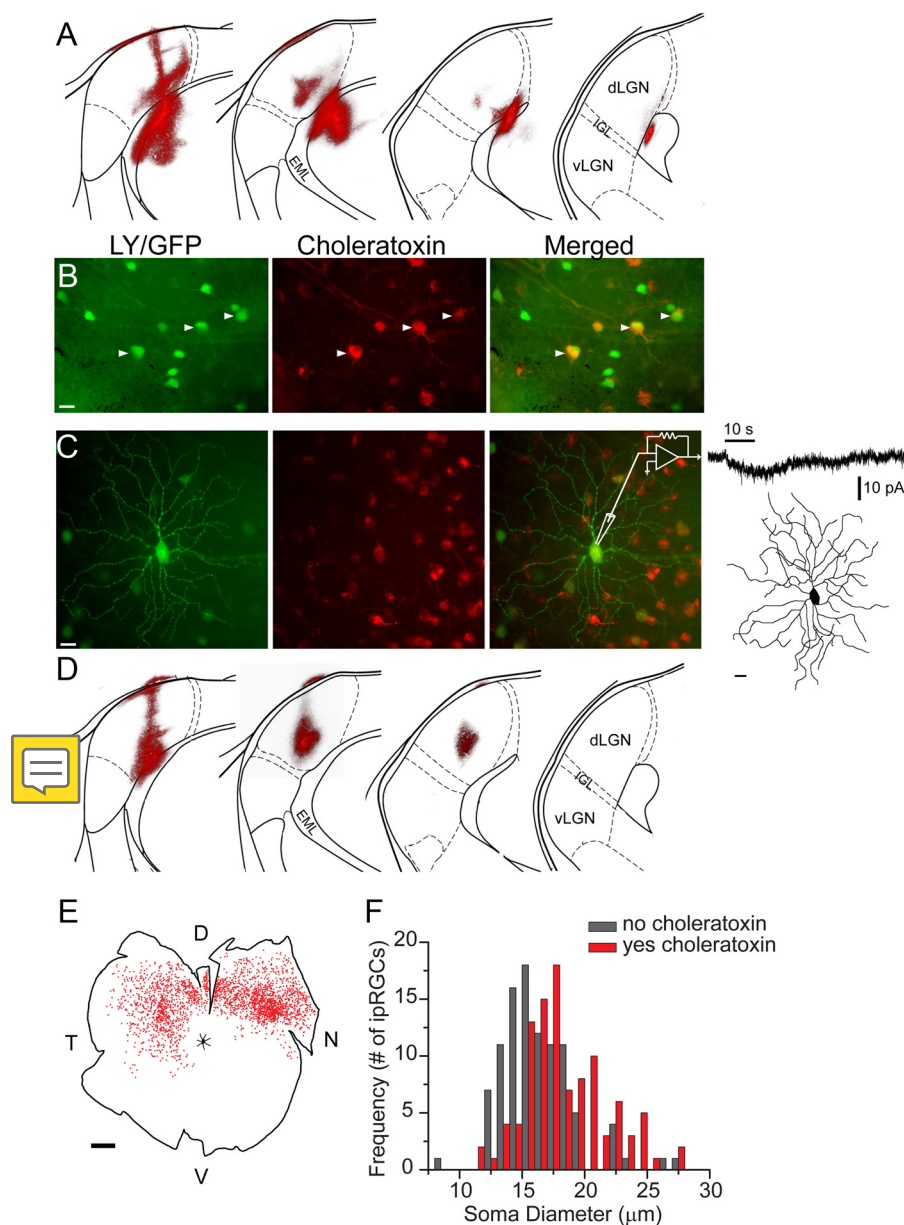 A
dLGN
IGL
vLGN
EML
LY/GFP Choleratoxin Merged
B
C
10 s
10 pA
D
dLGN
IGL
vLGN
EML
E
D
T
N
V
F
no choleratoxin
yes choleratoxin
20
15
10
5
0
Frequency (# of ipRGCs)
10 15 20 25 30
Soma Diameter (μm)